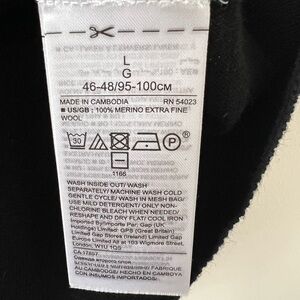 L
G
46-48/95-100CM
MADE IN CAMBODIA RN 54023
■ US/GB : 100% MERINO EXTRA FINE
WOOL
30 P
1166
WASH INSIDE OUT/ WASH
SEPARATELY/ MACHINE WASH COLD
GENTLE CYCLE/ WASH IN MESH BAG/
USE MILD DETERGENT/ ONLY NON-
CHLORINE BLEACH WHEN NEEDED/
RESHAPE AND DRY FLAT/ COOL IRON
Imported by/Importe Par: Gap (UK
Holdings) Limited: GPS (Great Britain)
Limited Gap Stores (Ireland) Limited Gap
Europe Limited All at 103 Wigmore Street,
London, W1U 1QS
CA 17897
FABRIQUE
AU CAMBODGE/ HECHO EN CAMBOYA
CON INSUMOS IMPORTADOS/